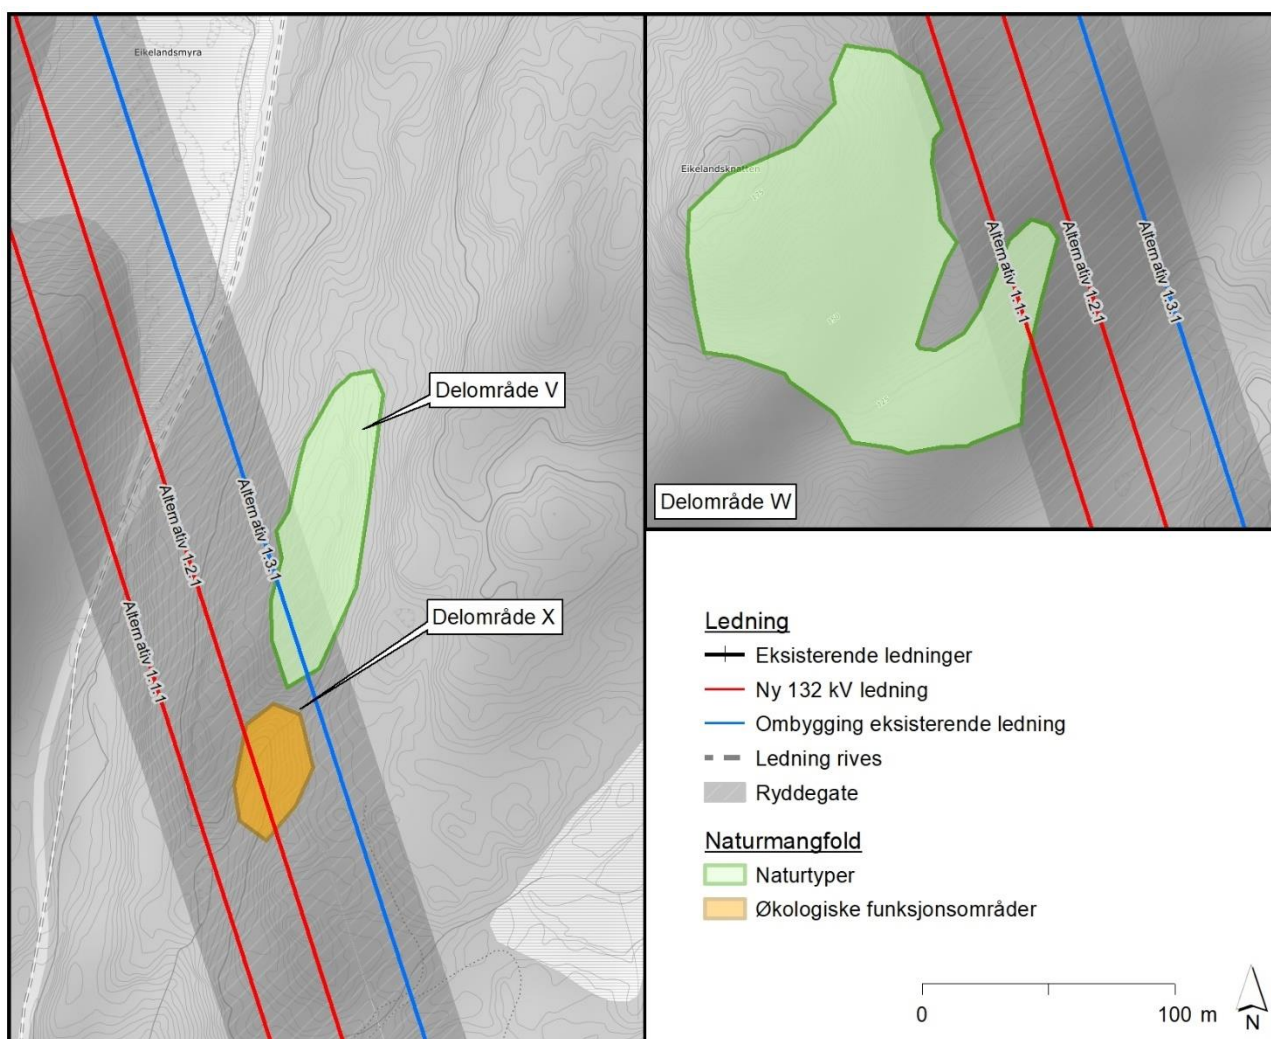 Eikelandsmyra
Delområde V
Alternativ 1.3.1
Alternativ 1.2.1
Alternativ 1.1.1
Delområde X
Eikelandsknatten
Alternativ 1.1.1
Alternativ 1.2.1
Alternativ 1.3.1
Delområde W
Ledning
Eksisterende ledninger
Ny 132 kV ledning
Ombygging eksisterende ledning
Ledning rives
Ryddegate
Naturmangfold
Naturtyper
Økologiske funksjonsområder
0 100 m
N